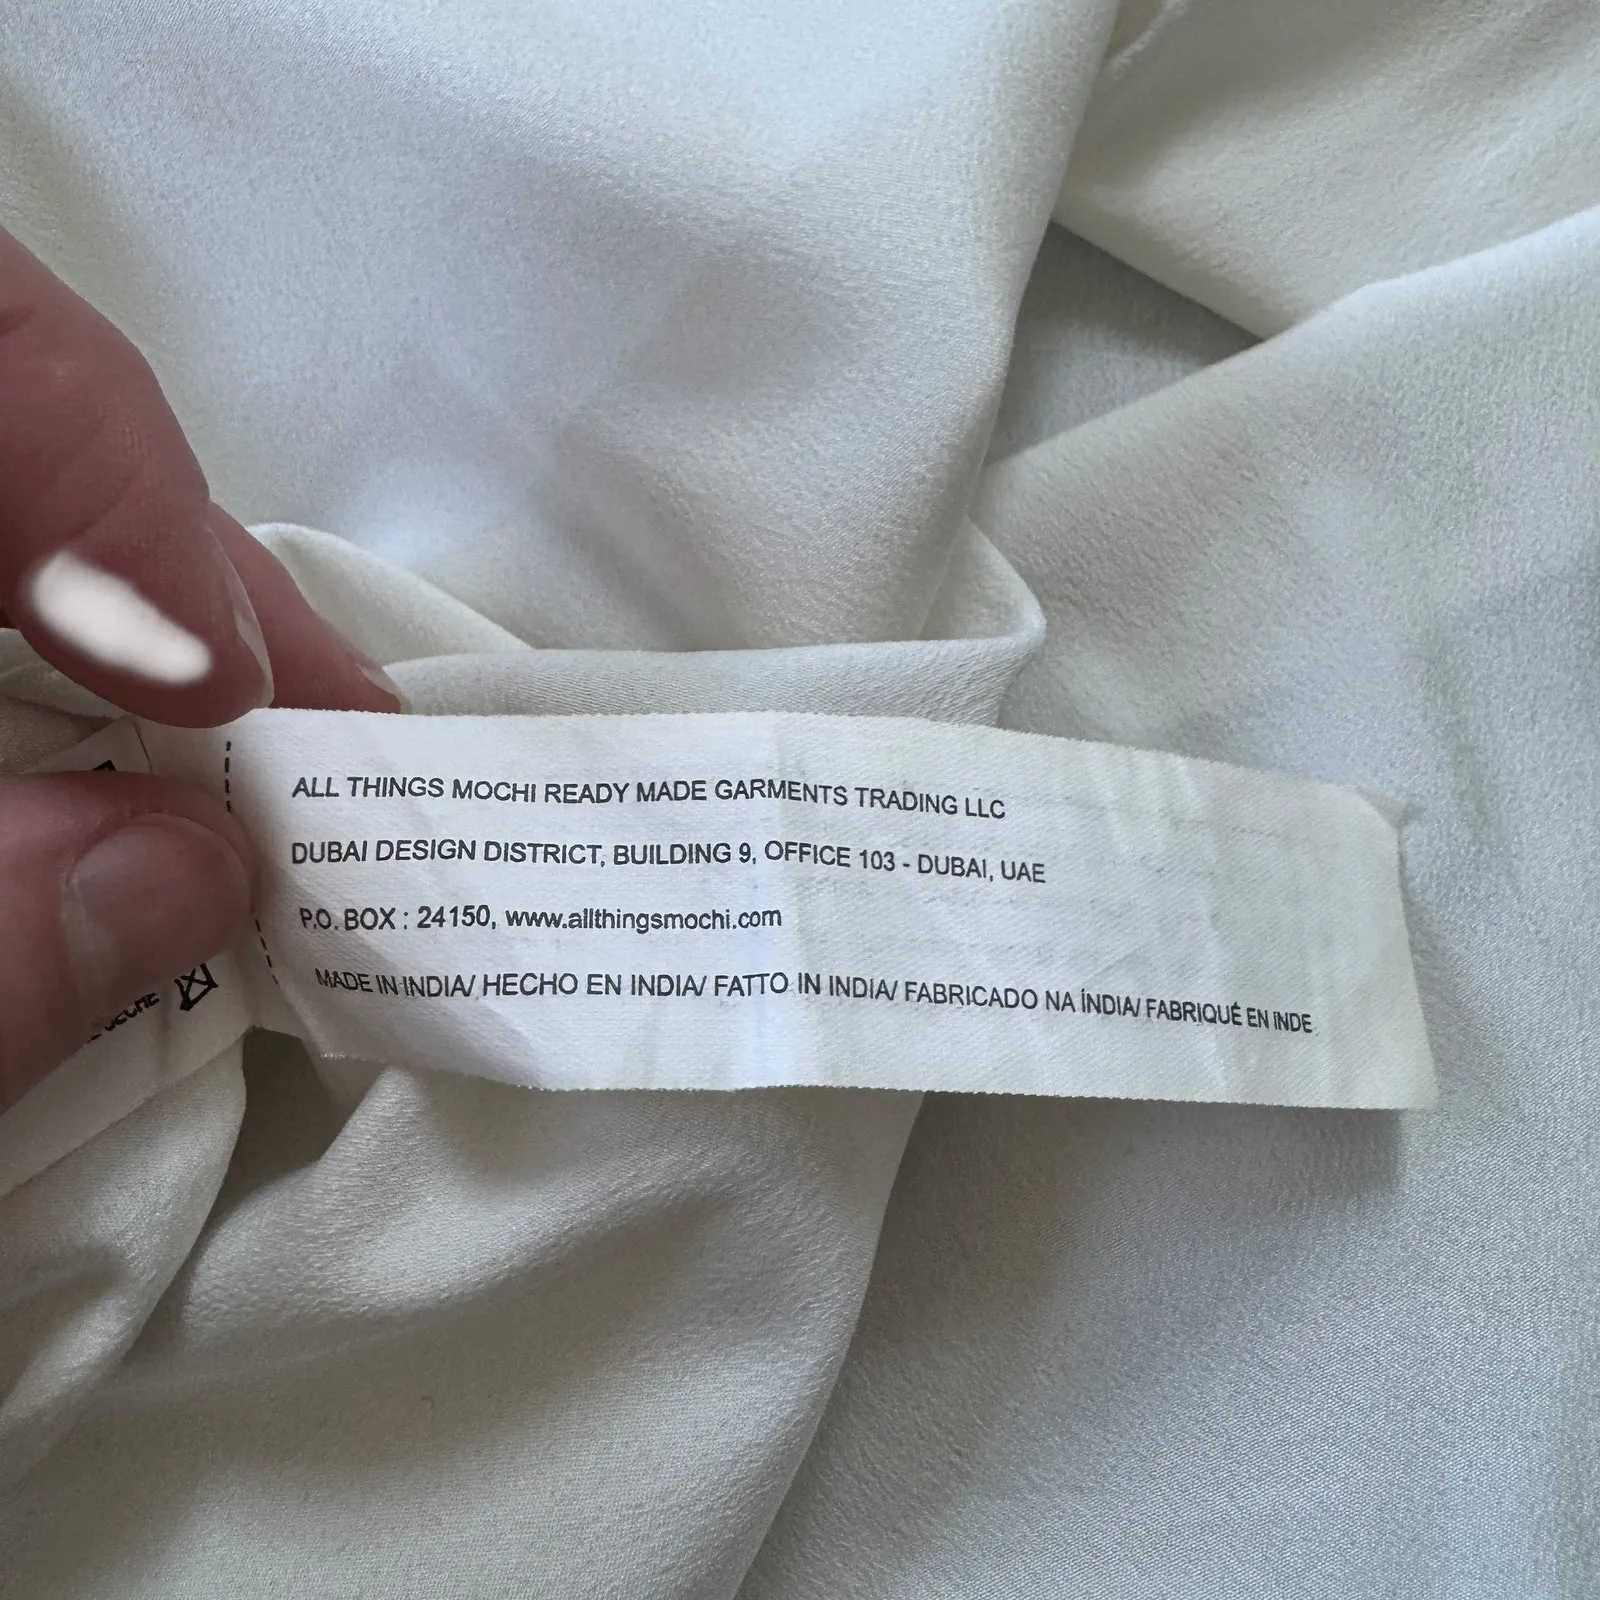 ALL THINGS MOCHI READY MADE GARMENTS TRADING LLC
DUBAI DESIGN DISTRICT, BUILDING 9, OFFICE 103 - DUBAI, UAE
P.O. BOX : 24150, www.allthingsmochi.com
MADE IN INDIA/ HECHO EN INDIA/ FATTO IN INDIA/ FABRICADO NA ÍNDIA/ FABRIQUÉ EN INDE